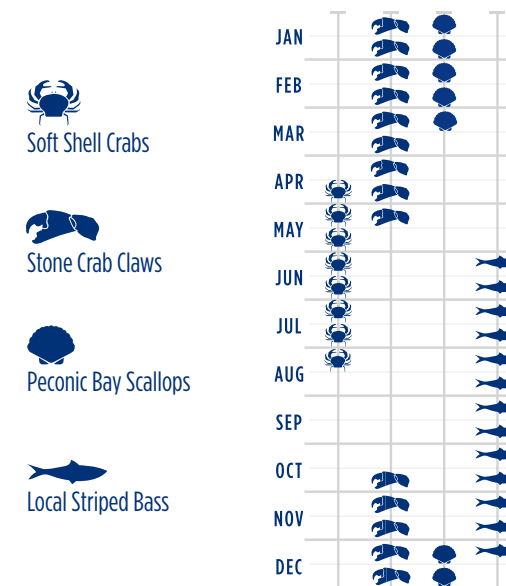 Soft Shell Crabs
Stone Crab Claws
Peconic Bay Scallops
Local Striped Bass
JAN
FEB
MAR
APR
MAY
JUN
JUL
AUG
SEP
OCT
NOV
DEC